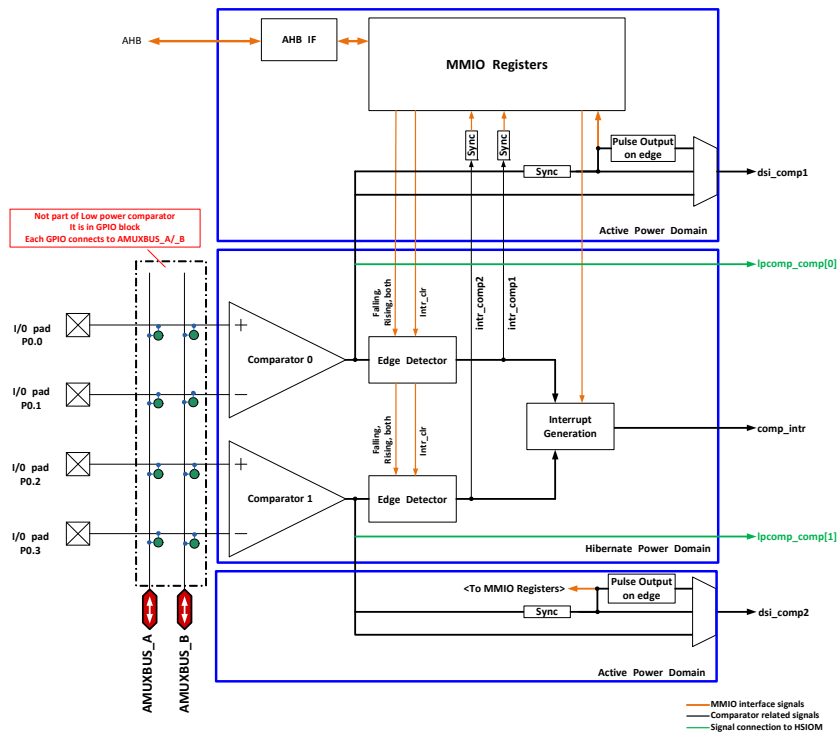 AHB
AHB IF
MMIO Registers
Sync
Sync
Pulse Output
on edge
Sync
dsi_comp1
Active Power Domain
Not part of Low power comparator
It is in GPIO block
Each GPIO connects to AMUXBUS_A/_B
lpcomp_comp[0]
Falling,
Rising, both
Intr_clr
intr_comp2
intr_comp1
I/0 pad
P0.0
Comparator 0
Edge Detector
I/0 pad
P0.1
Falling,
Rising, both
Intr_clr
Interrupt
Generation
comp_intr
I/0 pad
P0.2
Comparator 1
Edge Detector
I/0 pad
P0.3
lpcomp_comp[1]
Hibernate Power Domain
<To MMIO Registers>
Pulse Output
on edge
Sync
dsi_comp2
Active Power Domain
AMUXBUS_A
AMUXBUS_B
MMIO interface signals
Comparator related signals
Signal connection to HSIOM